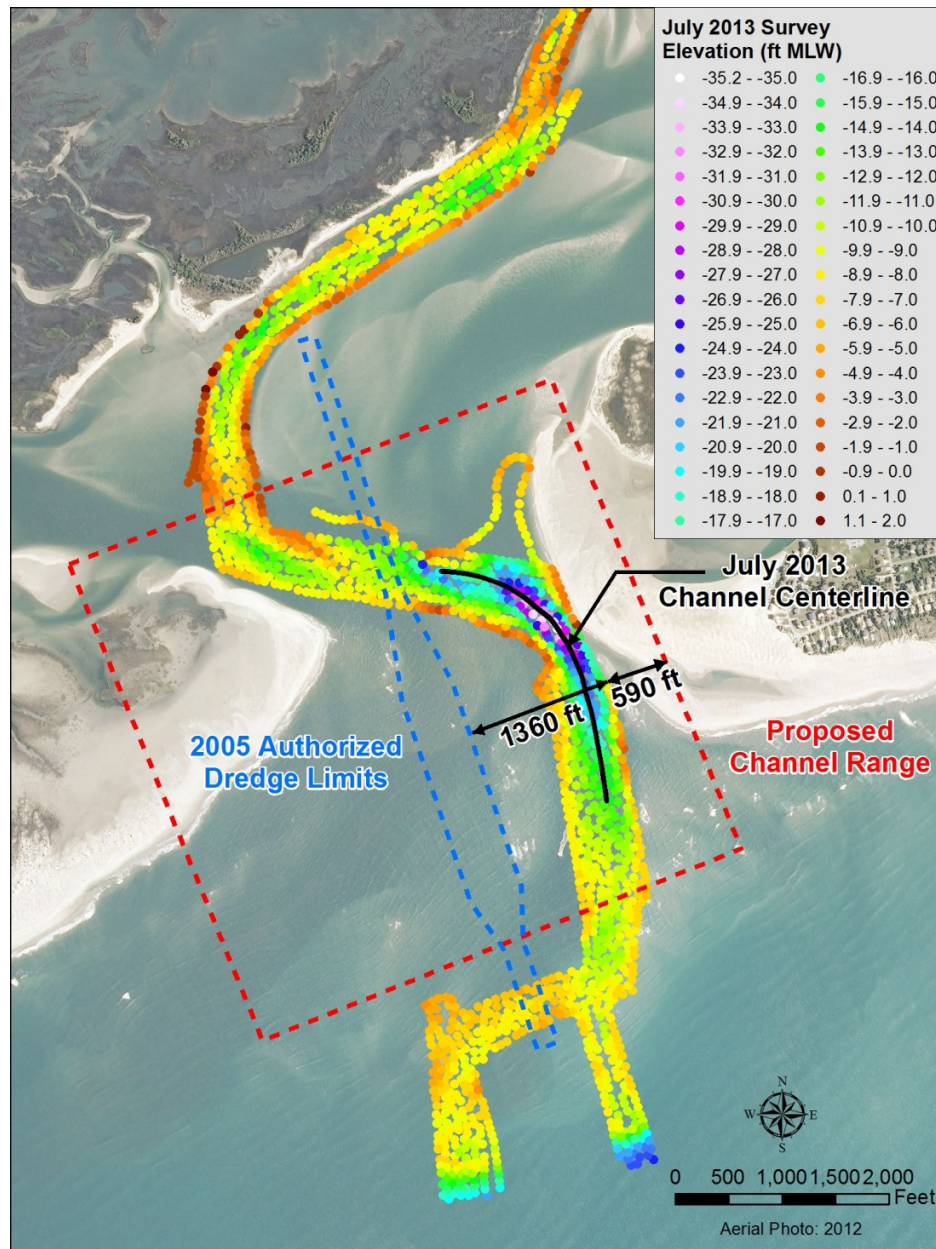 July 2013 Survey
Elevation (ft MLW)
-35.2 - -35.0
-34.9 - -34.0
-33.9 - -33.0
-32.9 - -32.0
-31.9 - -31.0
-30.9 - -30.0
-29.9 - -29.0
-28.9 - -28.0
-27.9 - -27.0
-26.9 - -26.0
-25.9 - -25.0
-24.9 - -24.0
-23.9 - -23.0
-22.9 - -22.0
-21.9 - -21.0
-20.9 - -20.0
-19.9 - -19.0
-18.9 - -18.0
-17.9 - -17.0
-16.9 - -16.0
-15.9 - -15.0
-14.9 - -14.0
-13.9 - -13.0
-12.9 - -12.0
-11.9 - -11.0
-10.9 - -10.0
-9.9 - -9.0
-8.9 - -8.0
-7.9 - -7.0
-6.9 - -6.0
-5.9 - -5.0
-4.9 - -4.0
-3.9 - -3.0
-2.9 - -2.0
-1.9 - -1.0
-0.9 - 0.0
0.1 - 1.0
1.1 - 2.0
July 2013
Channel Centerline
1360 ft
590 ft
2005 Authorized
Dredge Limits
Proposed
Channel Range
N
W E
S
0 500 1,000 1,500 2,000
Feet
Aerial Photo: 2012